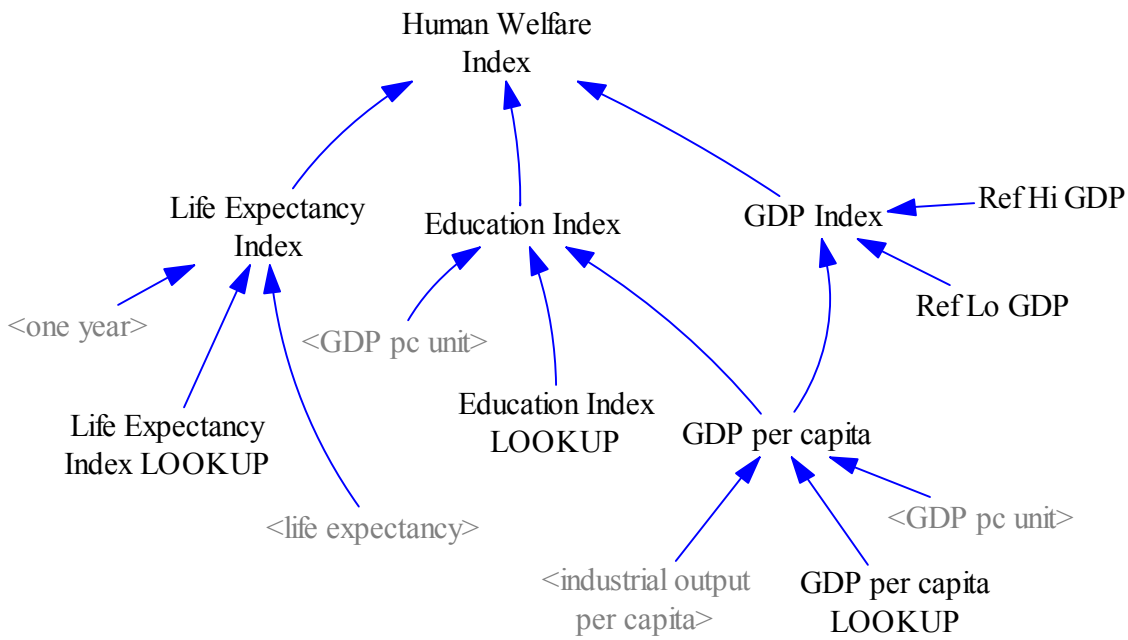 Human Welfare
Index
Life Expectancy
Index
Education Index
GDP Index
Ref Hi GDP
Ref Lo GDP
<one year>
<GDP pc unit>
Life Expectancy
Index LOOKUP
Education Index
LOOKUP
GDP per capita
<life expectancy>
<GDP pc unit>
<industrial output
per capita>
GDP per capita
LOOKUP